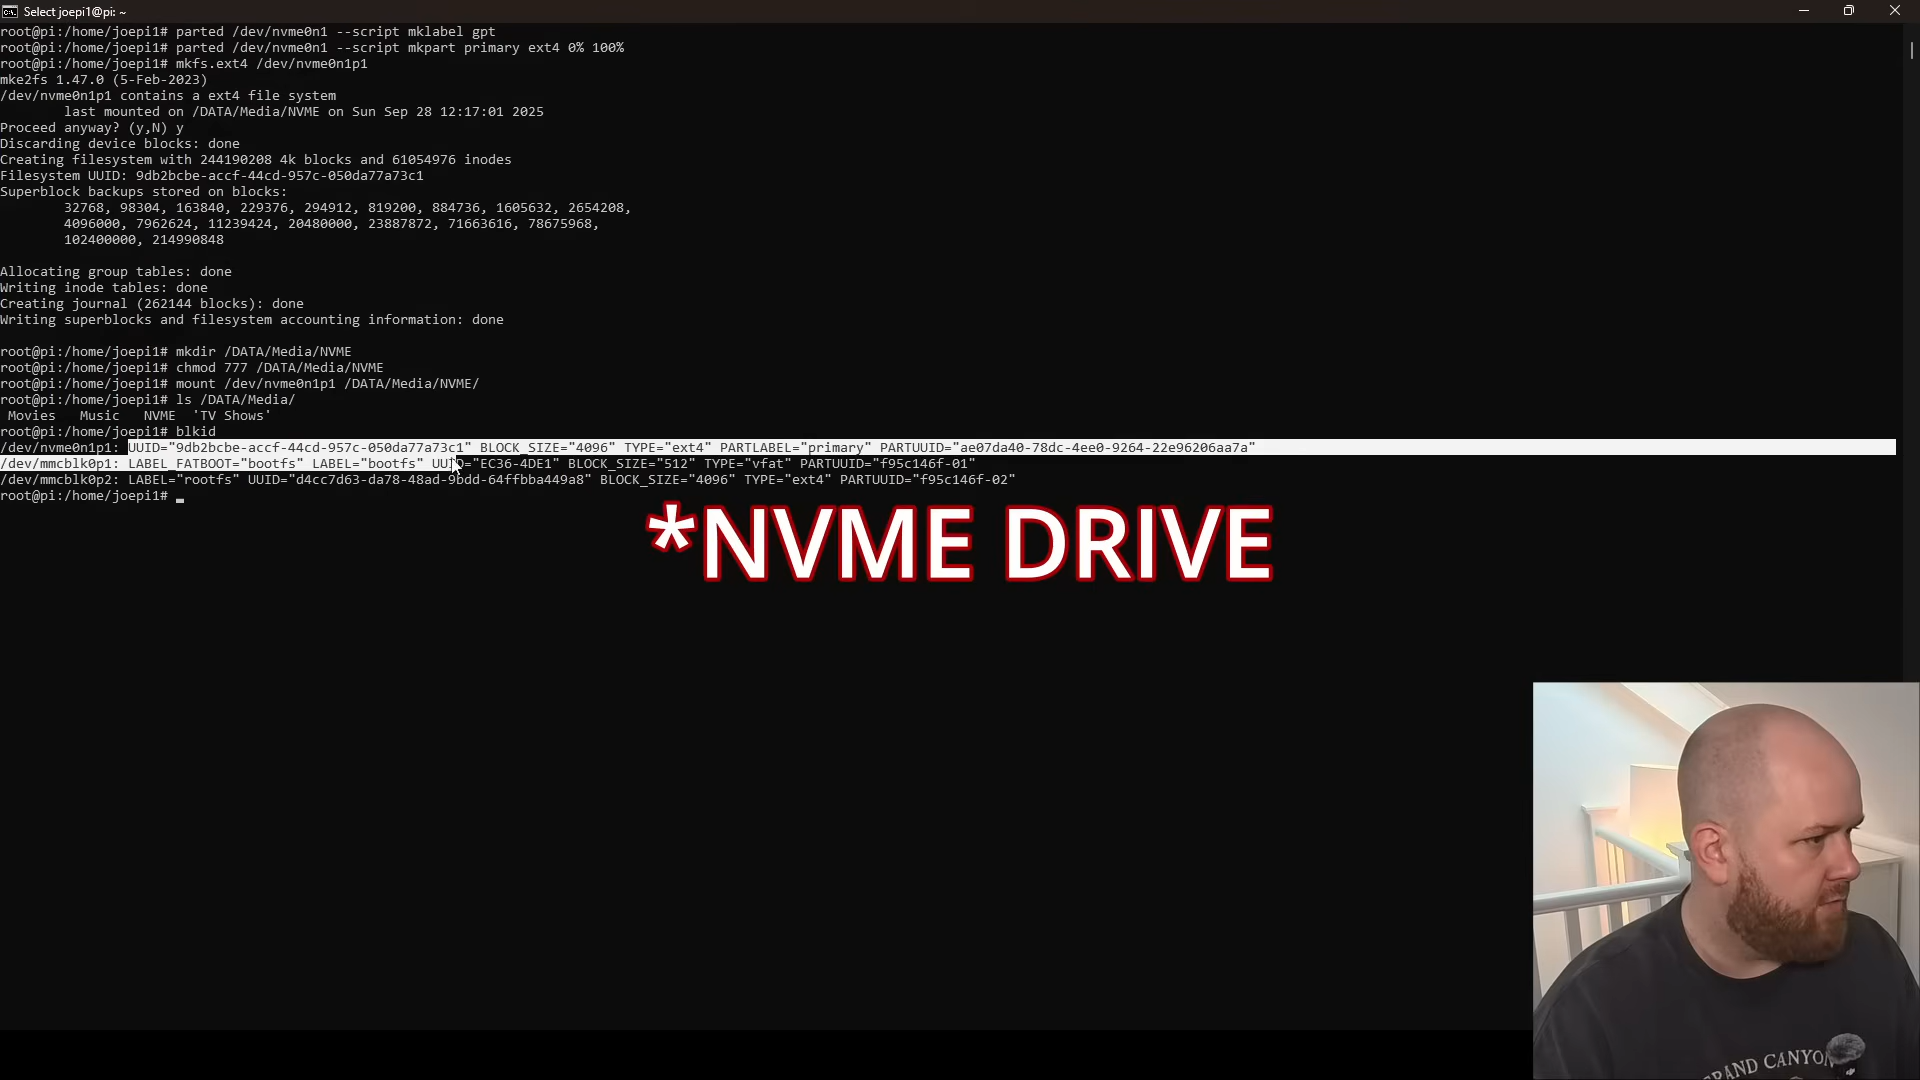 Select joepi1@pi: ~
root@pi:/home/joepi1# parted /dev/nvme0n1 --script mklabel gpt
root@pi:/home/joepi1# parted /dev/nvme0n1 --script mkpart primary ext4 0% 100%
root@pi:/home/joepi1# mkfs.ext4 /dev/nvme0n1p1
mke2fs 1.47.0 (5-Feb-2023)
/dev/nvme0n1p1 contains a ext4 file system
last mounted on /DATA/Media/NVME on Sun Sep 28 12:17:01 2025
Proceed anyway? (y,N) y
Discarding device blocks: done
Creating filesystem with 244190208 4k blocks and 61054976 inodes
Filesystem UUID: 9db2bcbe-accf-44cd-957c-050da77a73c1
Superblock backups stored on blocks:
32768, 98304, 163840, 229376, 294912, 819200, 884736, 1605632, 2654208,
4096000, 7962624, 11239424, 20480000, 23887872, 71663616, 78675968,
102400000, 214990848
Allocating group tables: done
Writing inode tables: done
Creating journal (262144 blocks): done
Writing superblocks and filesystem accounting information: done
root@pi:/home/joepi1# mkdir /DATA/Media/NVME
root@pi:/home/joepi1# chmod 777 /DATA/Media/NVME
root@pi:/home/joepi1# mount /dev/nvme0n1p1 /DATA/Media/NVME/
root@pi:/home/joepi1# ls /DATA/Media/
Movies Music NVME 'TV Shows'
root@pi:/home/joepi1# blkid
/dev/nvme0n1p1: UUID="9db2bcbe-accf-44cd-957c-050da77a73c1" BLOCK_SIZE="4096" TYPE="ext4" PARTLABEL="primary" PARTUUID="ae07da40-78dc-4ee0-9264-22e96206aa7a"
/dev/mmcblk0p1: LABEL_FATBOOT="bootfs" LABEL="bootfs" UUID="EC36-4DE1" BLOCK_SIZE="512" TYPE="vfat" PARTUUID="f95c146f-01"
/dev/mmcblk0p2: LABEL="rootfs" UUID="d4cc7d63-da78-48ad-9bdd-64ffbba449a8" BLOCK_SIZE="4096" TYPE="ext4" PARTUUID="f95c146f-02"
root@pi:/home/joepi1#
*NVME DRIVE
CANYON